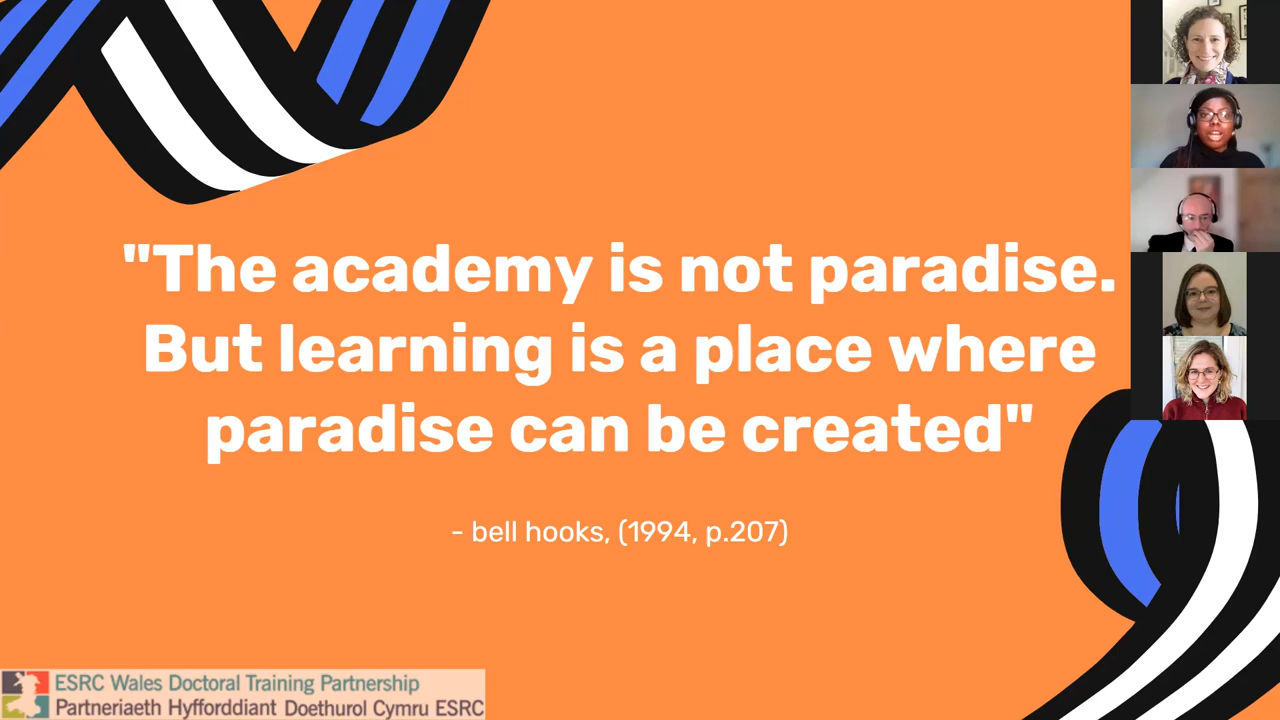 "The academy is not paradise.
But learning is a place where
paradise can be created"
- bell hooks, (1994, p.207)
ESRC Wales Doctoral Training Partnership
Partneriaeth Hyfforddiant Doethurol Cymru ESRC